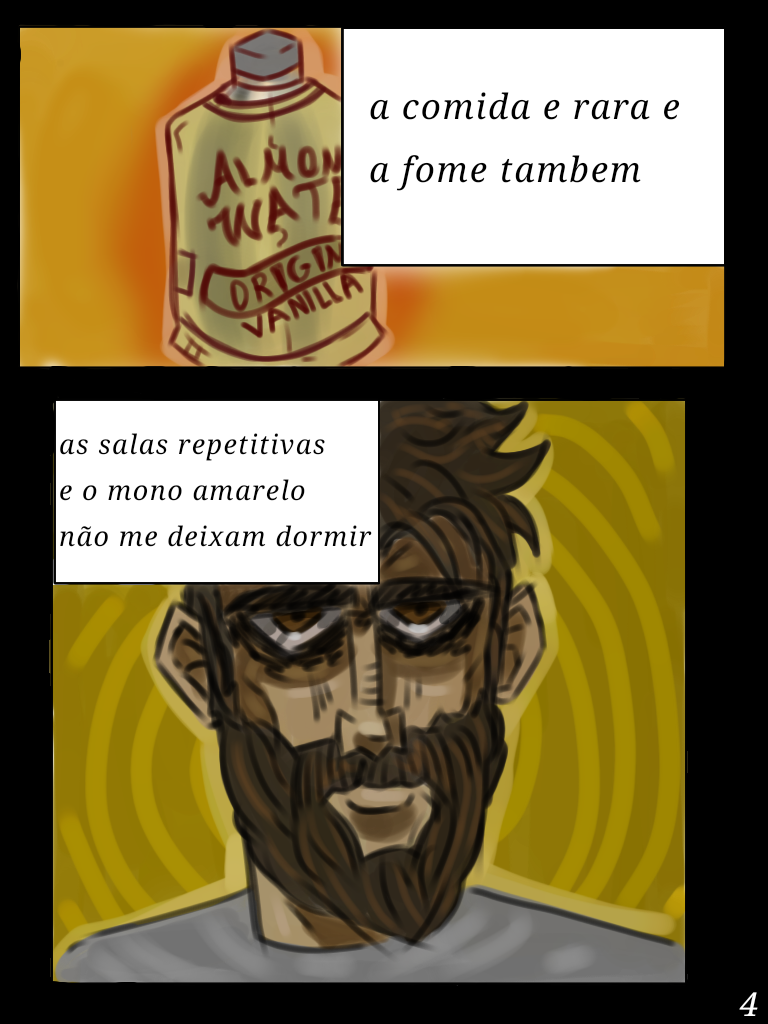 ALMON
WATE
ORIGIN
VANILLA
a comida e rara e
a fome tambem
as salas repetitivas
e o mono amarelo
não me deixam dormir
4